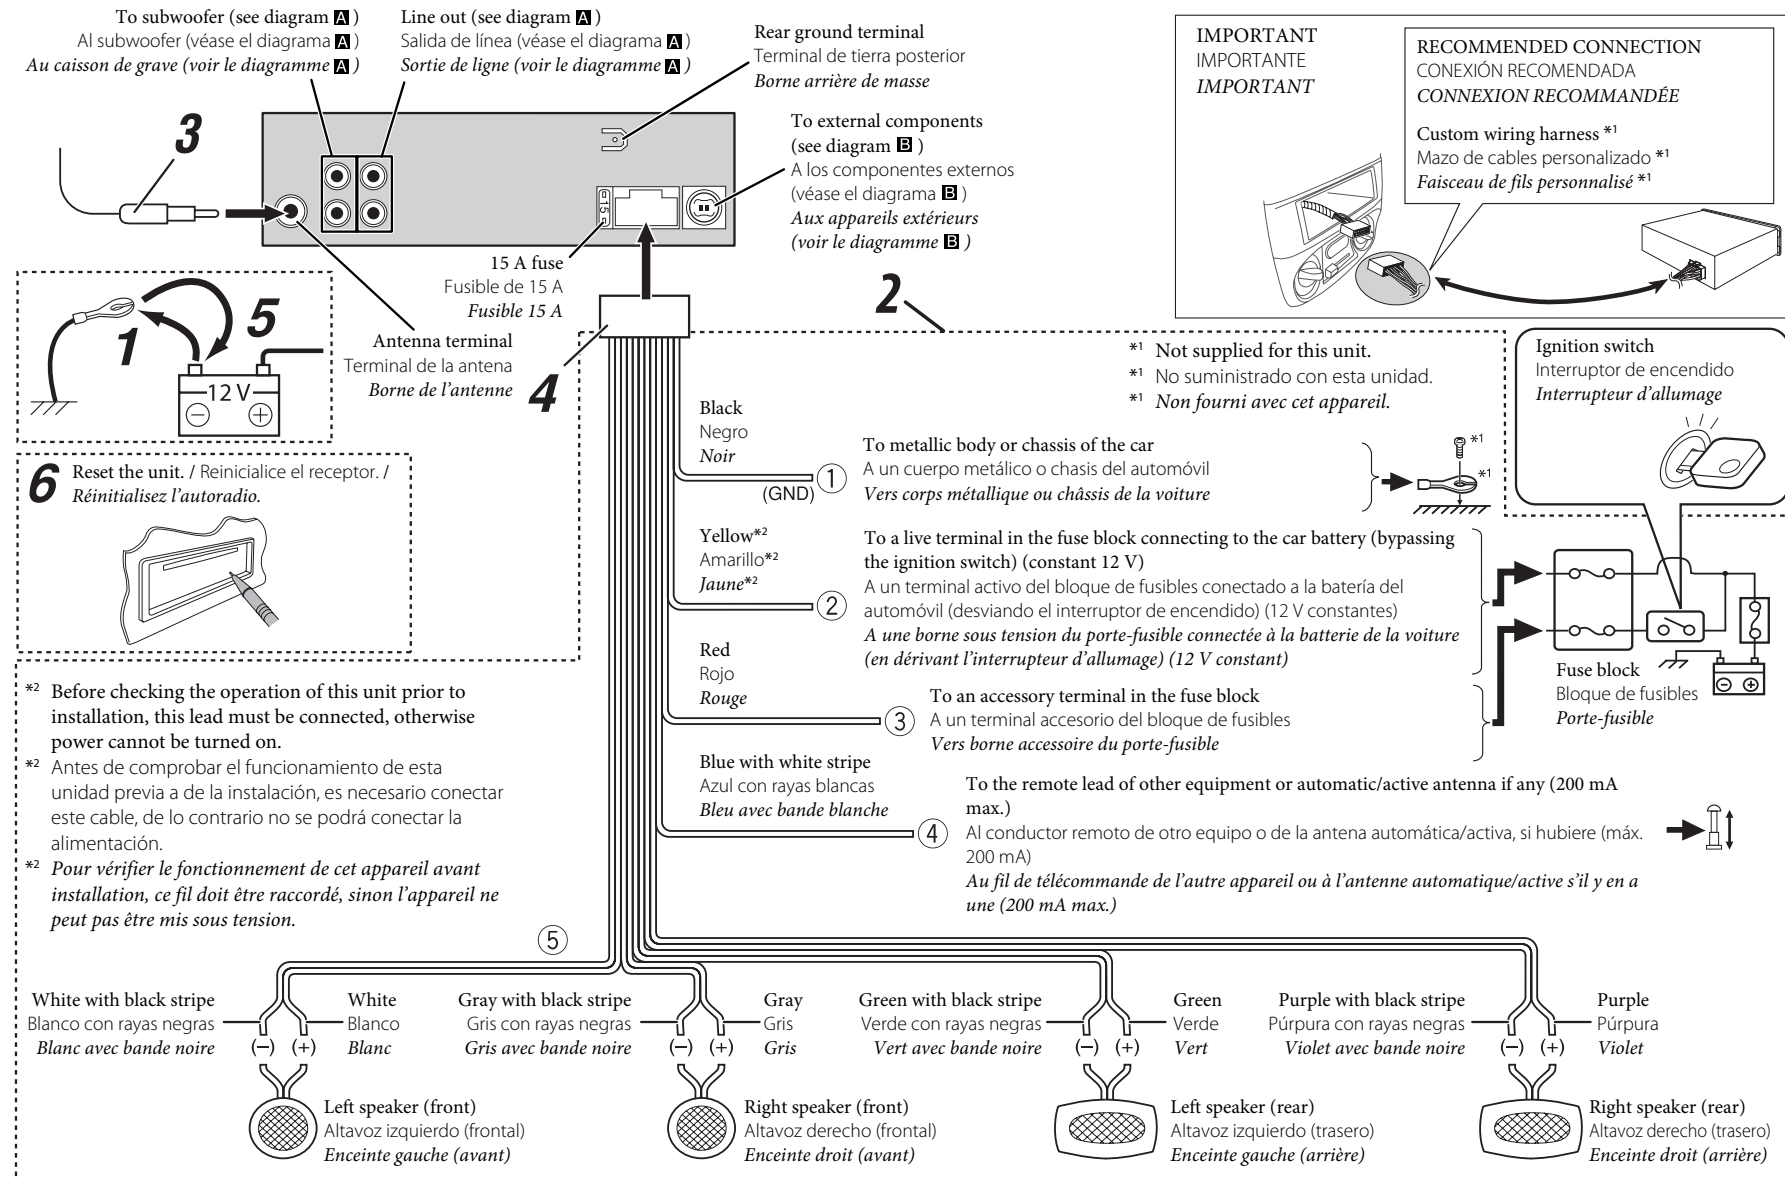 To subwoofer (see diagram A )
Al subwoofer (véase el diagrama A )
Au caisson de grave (voir le diagramme A )
Line out (see diagram A )
Salida de línea (véase el diagrama A )
Sortie de ligne (voir le diagramme A )
Rear ground terminal
Terminal de tierra posterior
Borne arrière de masse
To external components
(see diagram B )
A los componentes externos
(véase el diagrama B )
Aux appareils extérieurs
(voir le diagramme B )
IMPORTANT
IMPORTANTE
IMPORTANT
RECOMMENDED CONNECTION
CONEXIÓN RECOMENDADA
CONNEXION RECOMMANDÉE
Custom wiring harness *1
Mazo de cables personalizado *1
Faisceau de fils personnalisé *1
3
15
15 A fuse
Fusible de 15 A
Fusible 15 A
Antenna terminal
Terminal de la antena
Borne de l'antenne
1
5
12 V
4
2
*1 Not supplied for this unit.
*1 No suministrado con esta unidad.
*1 Non fourni avec cet appareil.
Ignition switch
Interruptor de encendido
Interrupteur d'allumage
6 Reset the unit. / Reinicialice el receptor. /
Réinitialisez l'autoradio.
Black
Negro
Noir
(GND)
①
To metallic body or chassis of the car
A un cuerpo metálico o chasis del automóvil
Vers corps métallique ou châssis de la voiture
*1
*1
Yellow*2
Amarillo*2
Jaune*2
②
To a live terminal in the fuse block connecting to the car battery (bypassing
the ignition switch) (constant 12 V)
A un terminal activo del bloque de fusibles conectado a la batería del
automóvil (desviando el interruptor de encendido) (12 V constantes)
A une borne sous tension du porte-fusible connectée à la batterie de la voiture
(en dérivant l'interrupteur d'allumage) (12 V constant)
Red
Rojo
Rouge
③
To an accessory terminal in the fuse block
A un terminal accesorio del bloque de fusibles
Vers borne accessoire du porte-fusible
Fuse block
Bloque de fusibles
Porte-fusible
Blue with white stripe
Azul con rayas blancas
Bleu avec bande blanche
④
To the remote lead of other equipment or automatic/active antenna if any (200 mA
max.)
Al conductor remoto de otro equipo o de la antena automática/activa, si hubiere (máx.
200 mA)
Au fil de télécommande de l'autre appareil ou à l'antenne automatique/active s'il y en a
une (200 mA max.)
*2 Before checking the operation of this unit prior to
installation, this lead must be connected, otherwise
power cannot be turned on.
*2 Antes de comprobar el funcionamiento de esta
unidad previa a de la instalación, es necesario conectar
este cable, de lo contrario no se podrá conectar la
alimentación.
*2 Pour vérifier le fonctionnement de cet appareil avant
installation, ce fil doit être raccordé, sinon l'appareil ne
peut pas être mis sous tension.
⑤
White with black stripe
Blanco con rayas negras
Blanc avec bande noire
White
Blanco
Blanc
(−) (+)
Left speaker (front)
Altavoz izquierdo (frontal)
Enceinte gauche (avant)
Gray with black stripe
Gris con rayas negras
Gris avec bande noire
Gray
Gris
Gris
(−) (+)
Right speaker (front)
Altavoz derecho (frontal)
Enceinte droit (avant)
Green with black stripe
Verde con rayas negras
Vert avec bande noire
Green
Verde
Vert
(−) (+)
Left speaker (rear)
Altavoz izquierdo (trasero)
Enceinte gauche (arrière)
Purple with black stripe
Púrpura con rayas negras
Violet avec bande noire
Purple
Púrpura
Violet
(−) (+)
Right speaker (rear)
Altavoz derecho (trasero)
Enceinte droit (arrière)